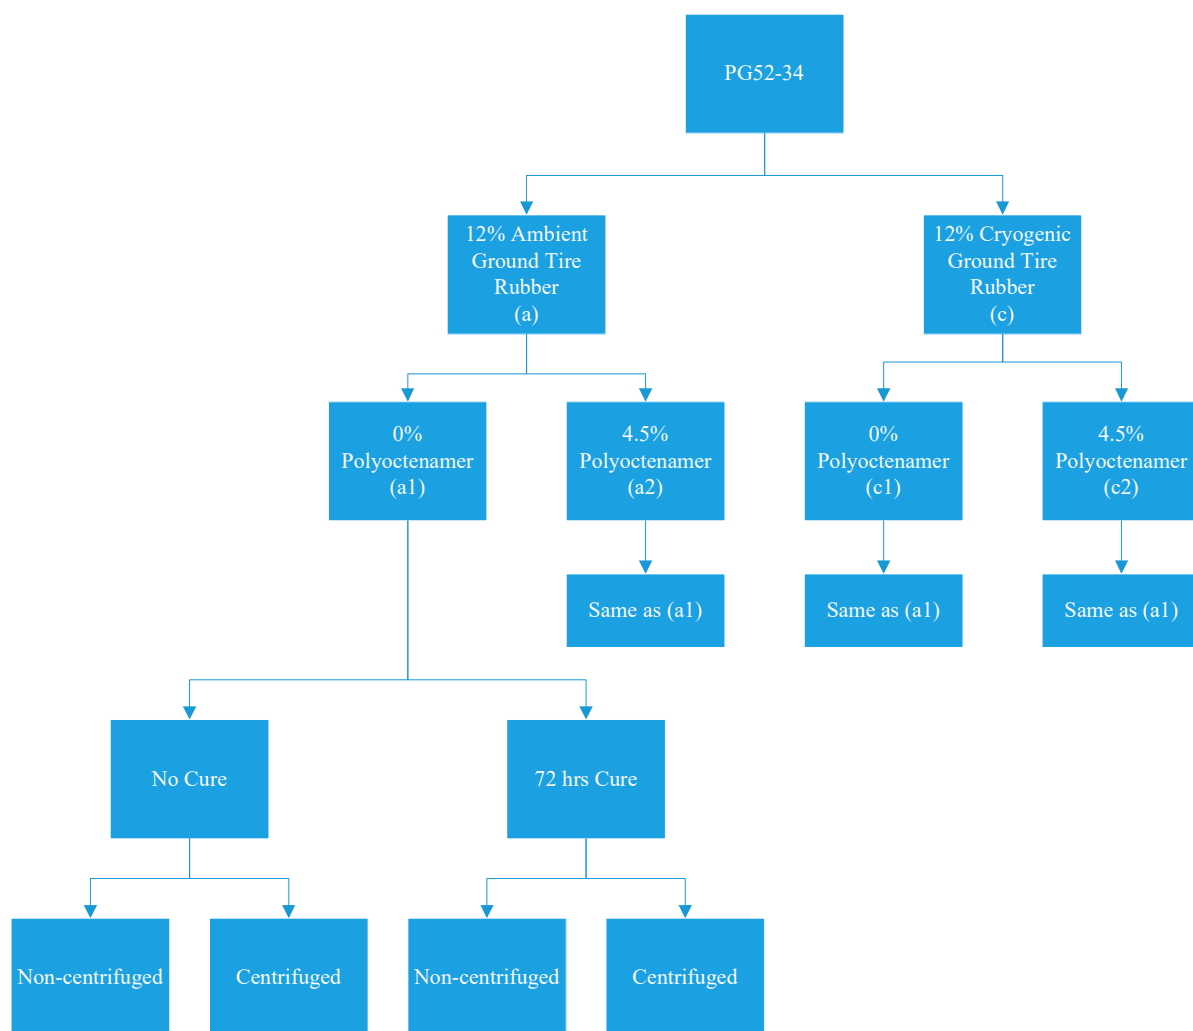 PG52-34
12% Ambient
Ground Tire
Rubber
(a)
12% Cryogenic
Ground Tire
Rubber
(c)
0%
Polyoctenamer
(a1)
4.5%
Polyoctenamer
(a2)
0%
Polyoctenamer
(c1)
4.5%
Polyoctenamer
(c2)
Same as (a1)
Same as (a1)
Same as (a1)
No Cure
72 hrs Cure
Non-centrifuged
Centrifuged
Non-centrifuged
Centrifuged